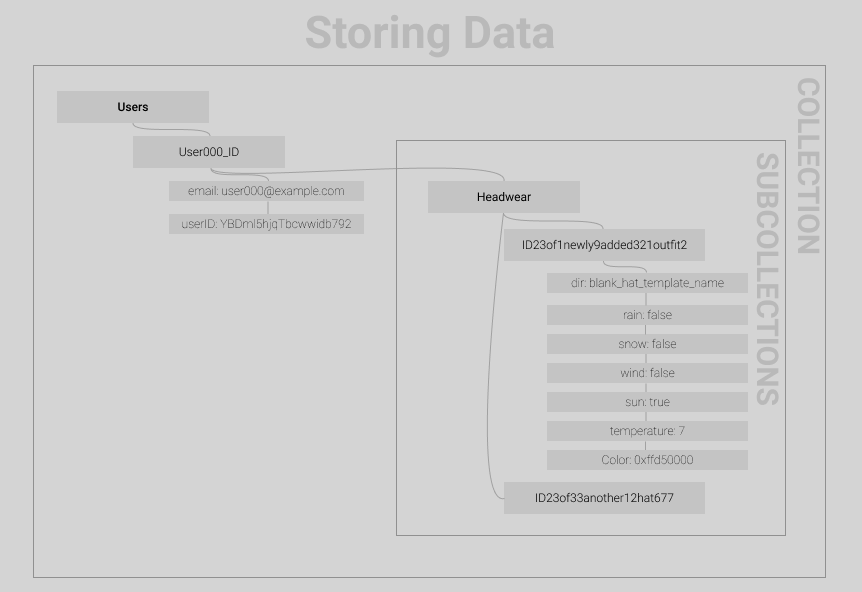 Storing Data
COLLECTION
Users
User000_ID
email: user000@example.com
userID: YBDml5hjqTbcwwidb792
SUBCOLLECTIONS
Headwear
ID23of1newly9added321outfit2
dir: blank_hat_template_name
rain: false
snow: false
wind: false
sun: true
temperature: 7
Color: 0xffd50000
ID23of33another12hat677